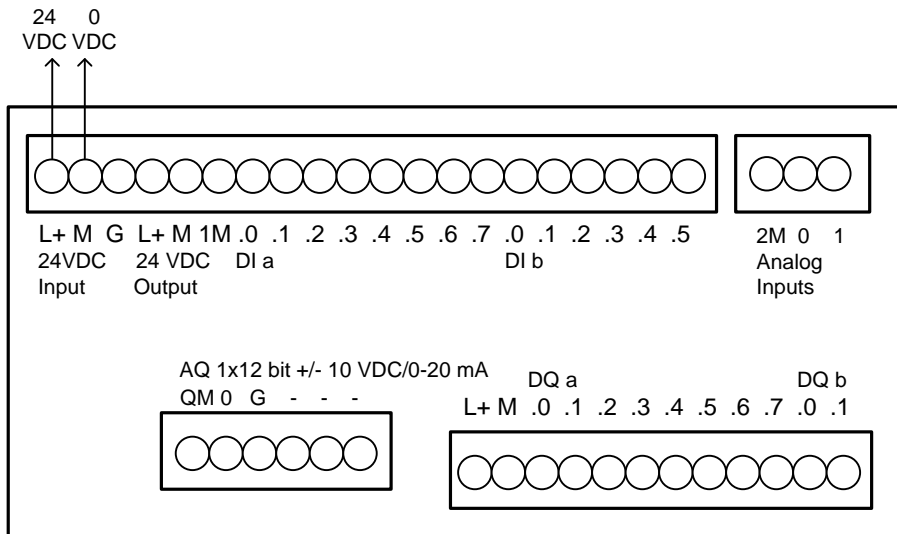 24 0
VDC VDC
L+ M G L+ M 1M .0 .1 .2 .3 .4 .5 .6 .7 .0 .1 .2 .3 .4 .5
24VDC 24 VDC DI a DI b
Input Output
2M 0 1
Analog
Inputs
AQ 1x12 bit +/- 10 VDC/0-20 mA
QM 0 G - - -
DQ a DQ b
L+ M .0 .1 .2 .3 .4 .5 .6 .7 .0 .1